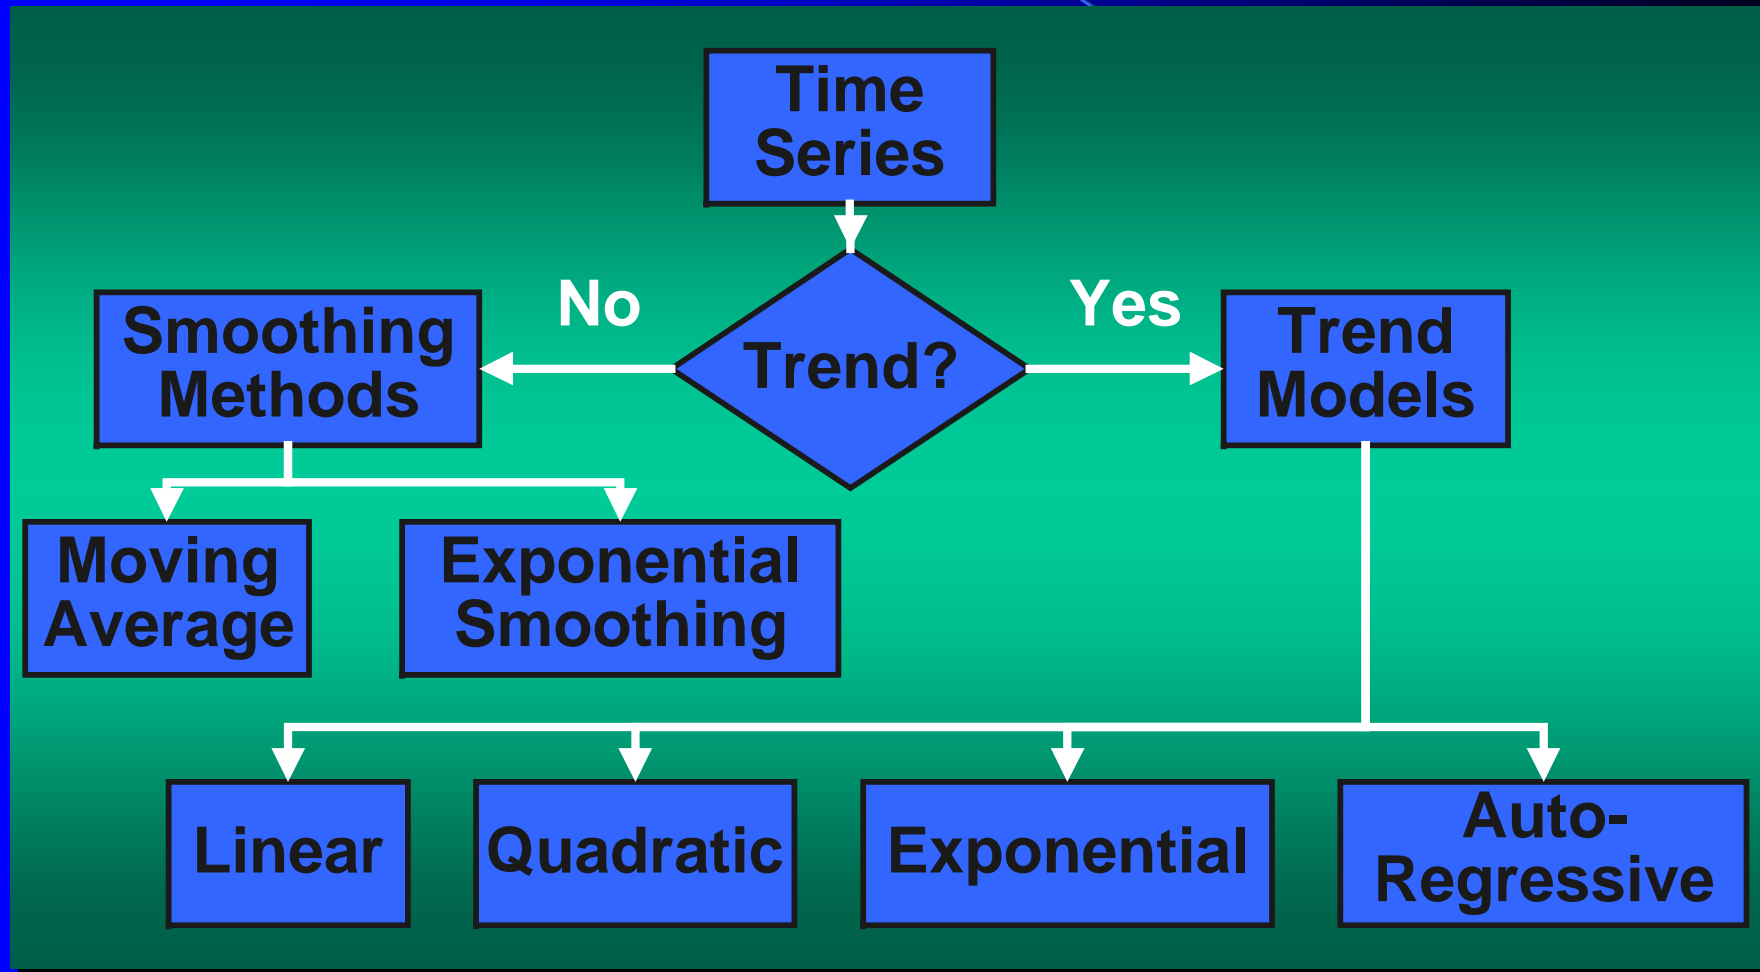 Time
Series
No
Yes
Smoothing
Methods
Trend?
Trend
Models
Moving
Average
Exponential
Smoothing
Linear
Quadratic
Exponential
Auto-
Regressive